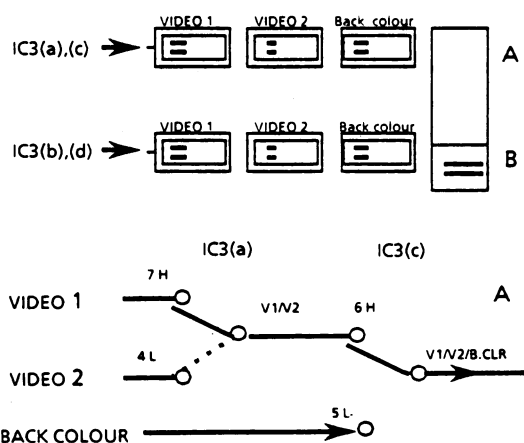 VIDEO 1 VIDEO 2 Back colour
IC3(a),(c) A
VIDEO 1 VIDEO 2 Back colour
IC3(b),(d) B
IC3(a) IC3(c)
7 H
VIDEO 1 V1/V2 6 H A
4 L V1/V2/B.CLR
VIDEO 2
5 L-
BACK COLOUR